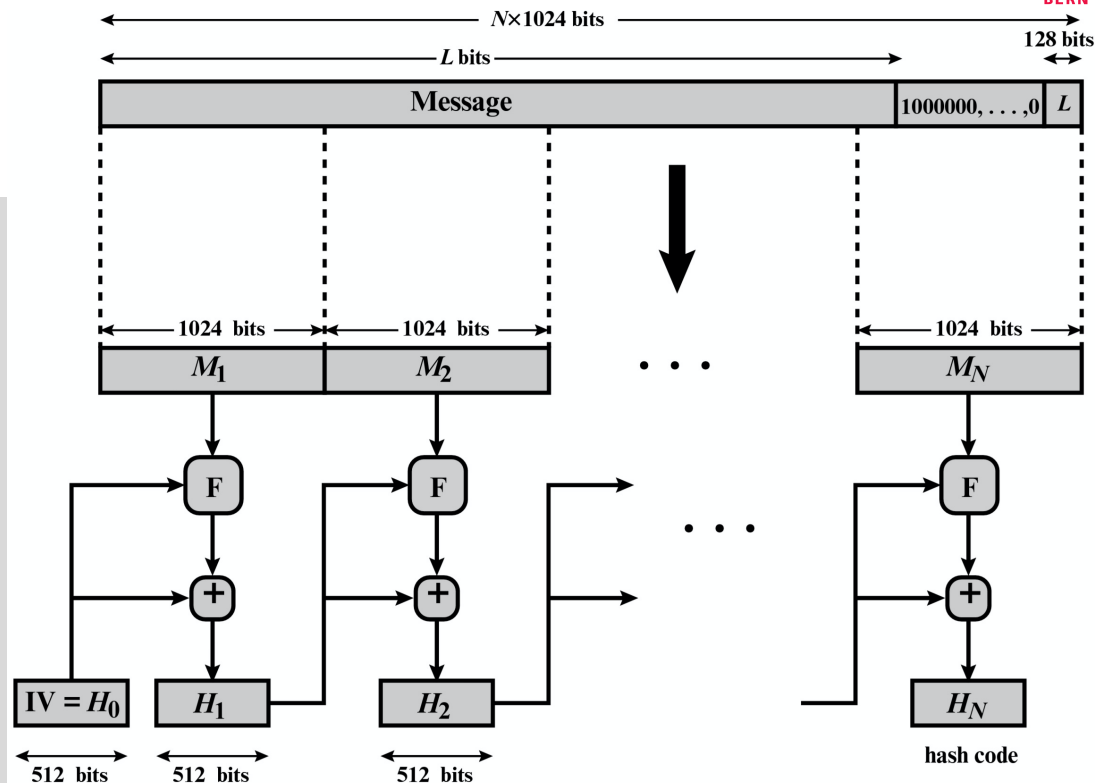 BERN
N×1024 bits
128 bits
L bits
Message
1000000, . . . ,0
L
1024 bits
1024 bits
1024 bits
M1
M2
• • •
MN
F
F
F
• • •
+
+
+
IV = H0
H1
H2
HN
hash code
512 bits
512 bits
512 bits